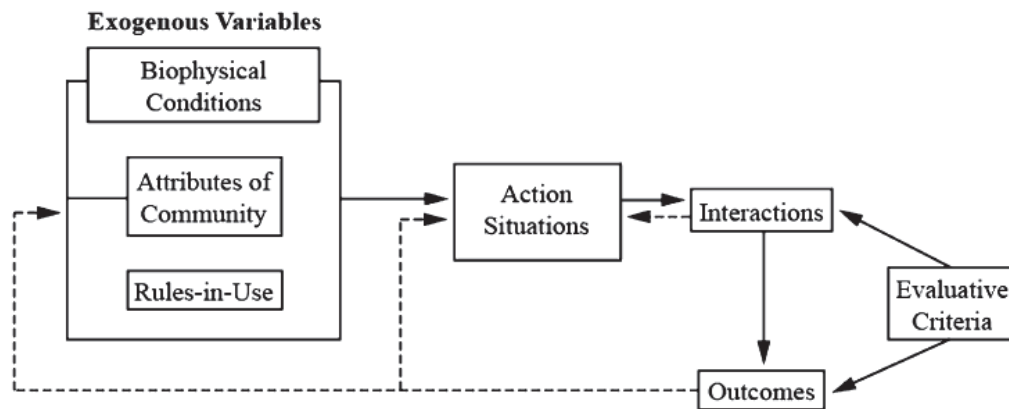 Exogenous Variables
Biophysical
Conditions
Attributes of
Community
Rules-in-Use
Action
Situations
Interactions
Evaluative
Criteria
Outcomes